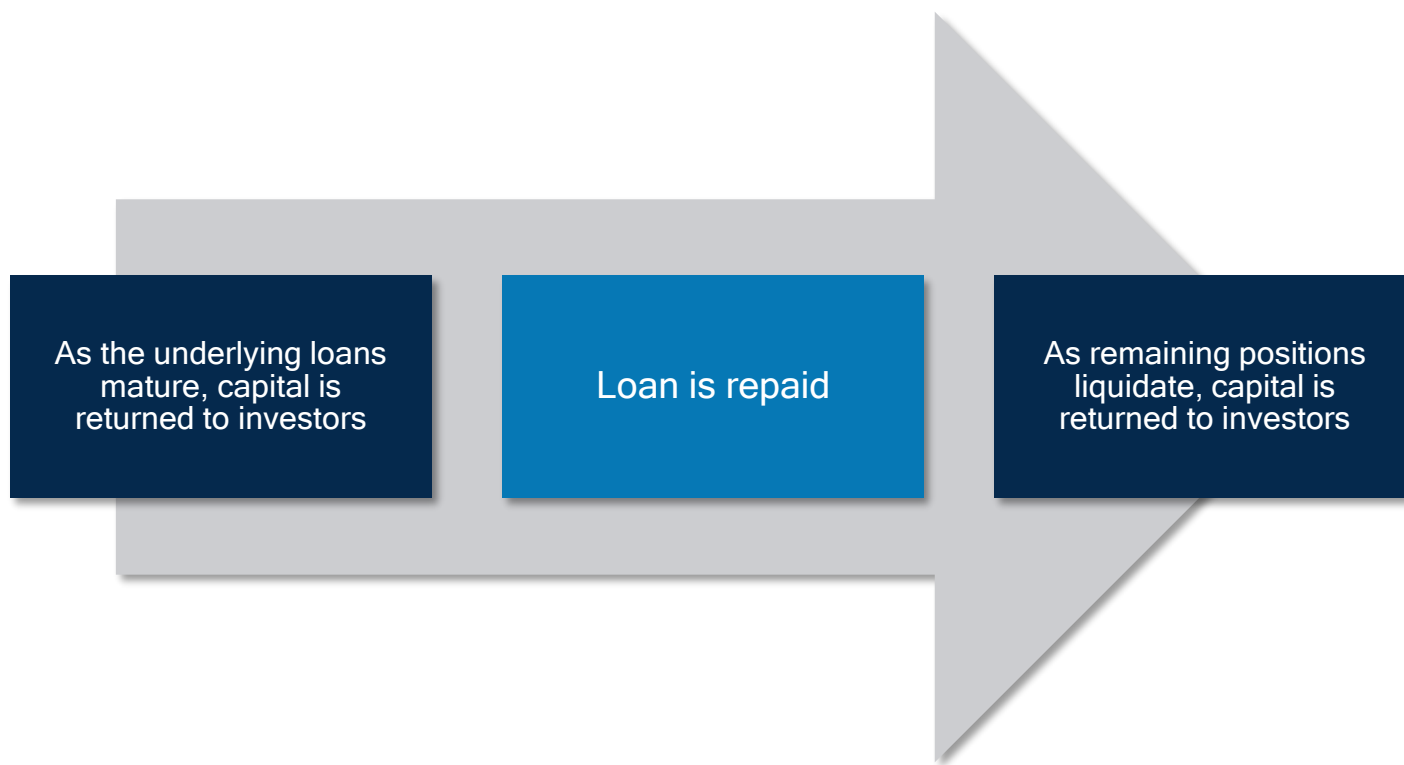 As the underlying loans
mature, capital is
returned to investors
Loan is repaid
As remaining positions
liquidate, capital is
returned to investors